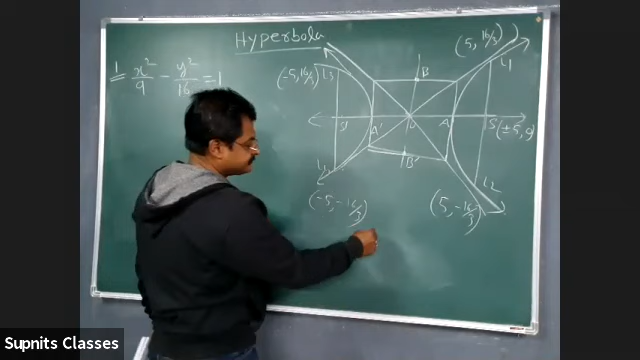 Hyperbola
1 = x²/9 - y²/16 = 1
(5, 16/3)
(-5, 16/3) L3 B L1
S' A' O A S (±5, 0)
L4 B' L2
(-5, -16/3) (5, -16/3)
Supnits Classes